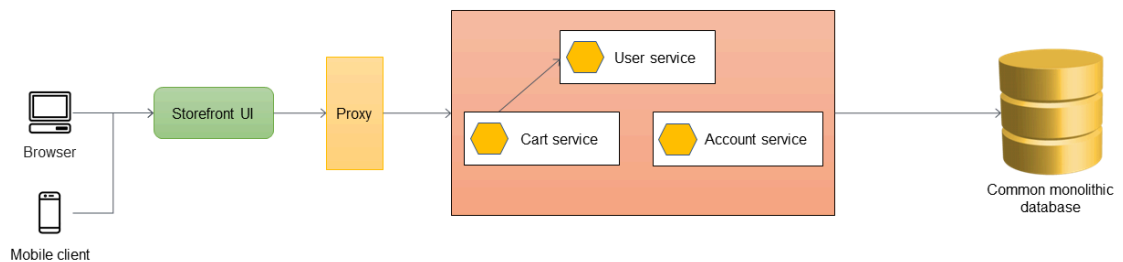 Browser
Mobile client
Storefront UI
Proxy
User service
Cart service
Account service
Common monolithic
database